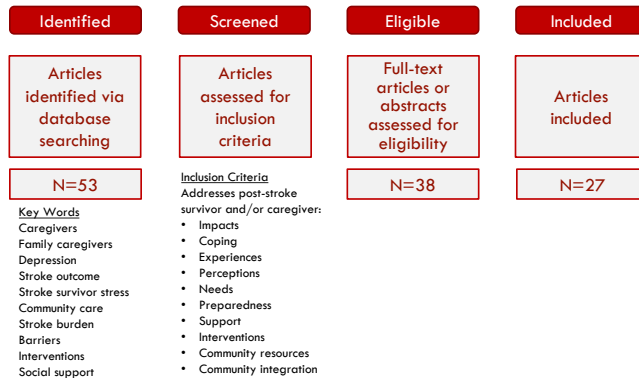 Identified
Screened
Eligible
Included
Articles
identified via
database
searching
Articles
assessed for
inclusion
criteria
Full-text
articles or
abstracts
assessed for
eligibility
Articles
included
N=53
N=38
N=27
Key Words
Caregivers
Family caregivers
Depression
Stroke outcome
Stroke survivor stress
Community care
Stroke burden
Barriers
Interventions
Social support
Inclusion Criteria
Addresses post-stroke
survivor and/or caregiver:
• Impacts
• Coping
• Experiences
• Perceptions
• Needs
• Preparedness
• Support
• Interventions
• Community resources
• Community integration